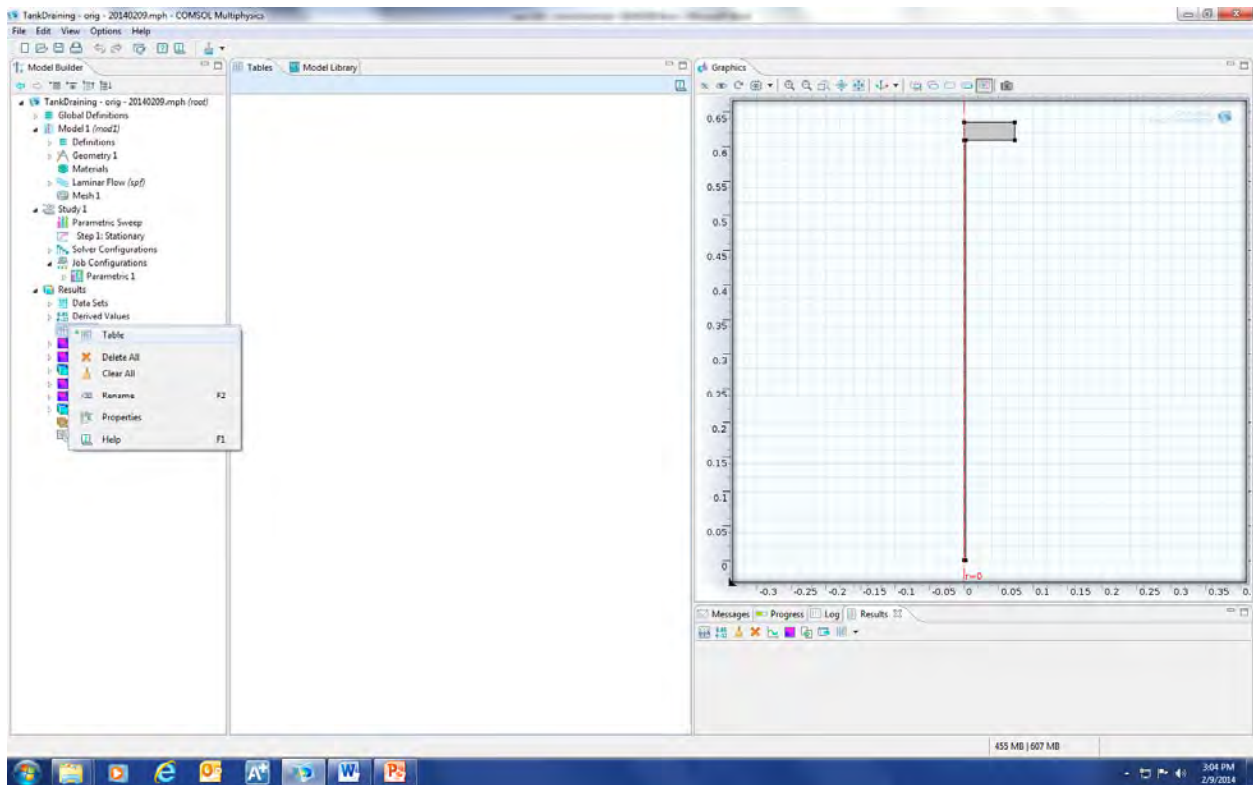 TankDraining - orig - 20140209.mph - COMSOL Multiphysics
File Edit View Options Help
Model Builder
TankDraining - orig - 20140209.mph (root)
Global Definitions
Model 1 (mod1)
Definitions
Geometry 1
Materials
Laminar Flow (spf)
Mesh 1
Study 1
Parametric Sweep
Step 1: Stationary
Solver Configurations
Job Configurations
Parametric 1
Results
Data Sets
Derived Values
Table
Delete All
Clear All
Rename F2
Properties
Help F1
Tables Model Library
Graphics
0.65
0.6
0.55
0.5
0.45
0.4
0.35
0.3
0.25
0.2
0.15
0.1
0.05
0
r=0
-0.3 -0.25 -0.2 -0.15 -0.1 -0.05 0 0.05 0.1 0.15 0.2 0.25 0.3 0.35 0.
Messages Progress Log Results
455 MB | 607 MB
3:04 PM
2/9/2014